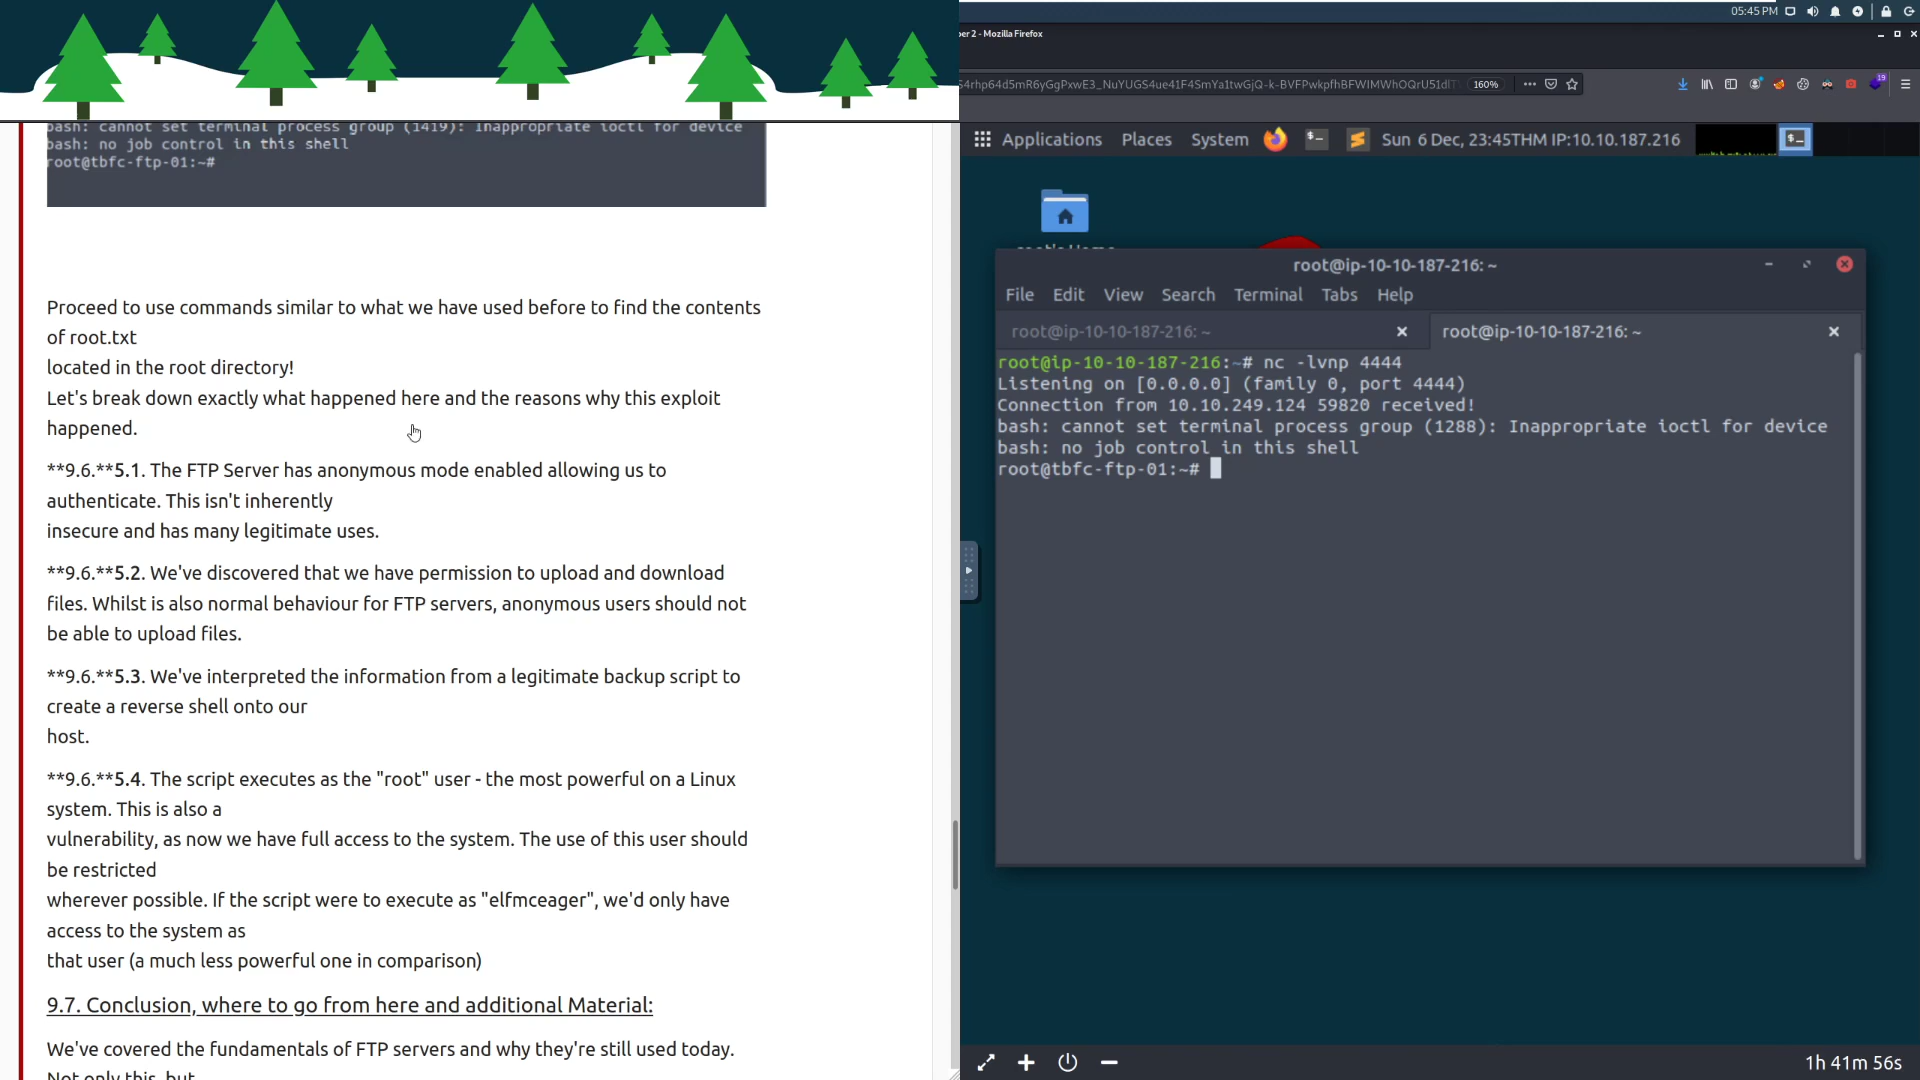 bash: cannot set terminal process group (1419): Inappropriate ioctl for device
bash: no job control in this shell
root@tbfc-ftp-01:~#
Proceed to use commands similar to what we have used before to find the contents
of root.txt
located in the root directory!
Let's break down exactly what happened here and the reasons why this exploit
happened.
**9.6.**5.1. The FTP Server has anonymous mode enabled allowing us to
authenticate. This isn't inherently
insecure and has many legitimate uses.
**9.6.**5.2. We've discovered that we have permission to upload and download
files. Whilst is also normal behaviour for FTP servers, anonymous users should not
be able to upload files.
**9.6.**5.3. We've interpreted the information from a legitimate backup script to
create a reverse shell onto our
host.
**9.6.**5.4. The script executes as the "root" user - the most powerful on a Linux
system. This is also a
vulnerability, as now we have full access to the system. The use of this user should
be restricted
wherever possible. If the script were to execute as "elfmceager", we'd only have
access to the system as
that user (a much less powerful one in comparison)
9.7. Conclusion, where to go from here and additional Material:
We've covered the fundamentals of FTP servers and why they're still used today.
Not only this, but
05:45 PM
per 2 - Mozilla Firefox
160%
19
Applications Places System Sun 6 Dec, 23:45 THM IP:10.10.187.216
root@ip-10-10-187-216: ~
File Edit View Search Terminal Tabs Help
root@ip-10-10-187-216: ~ root@ip-10-10-187-216: ~
root@ip-10-10-187-216:~# nc -lvnp 4444
Listening on [0.0.0.0] (family 0, port 4444)
Connection from 10.10.249.124 59820 received!
bash: cannot set terminal process group (1288): Inappropriate ioctl for device
bash: no job control in this shell
root@tbfc-ftp-01:~#
1h 41m 56s